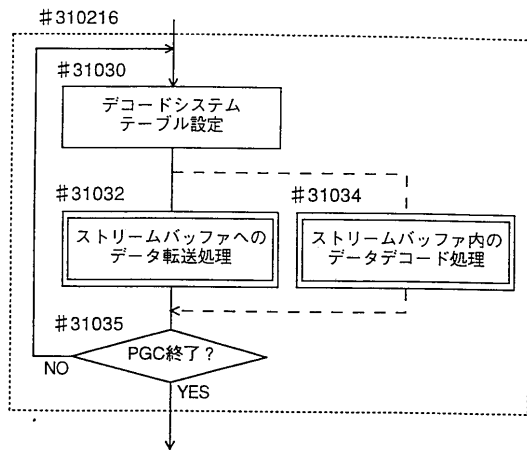 #310216
#31030
デコードシステム
テーブル設定
#31032
#31034
ストリームバッファへの
データ転送処理
ストリームバッファ内の
データデコード処理
#31035
PGC終了?
NO
YES